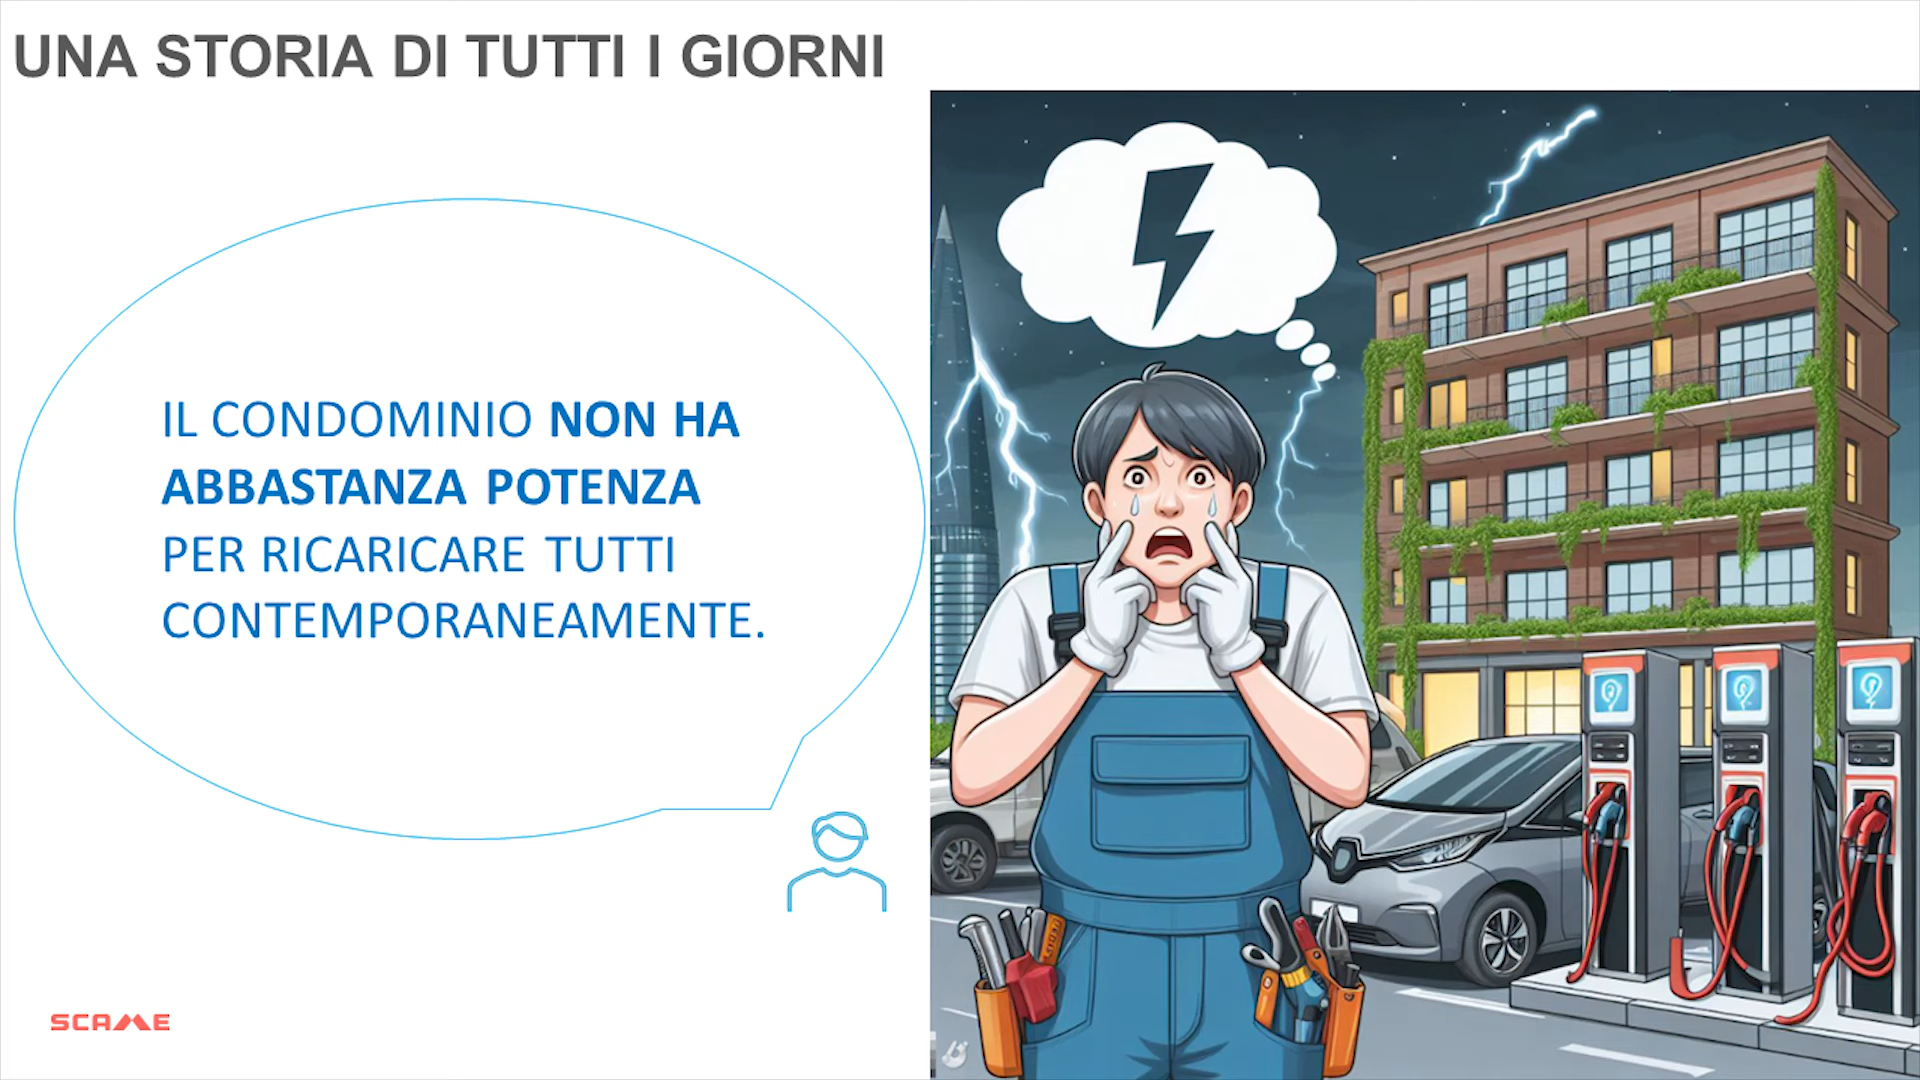 UNA STORIA DI TUTTI I GIORNI
IL CONDOMINIO NON HA
ABBASTANZA POTENZA
PER RICARICARE TUTTI
CONTEMPORANEAMENTE.
SCAME